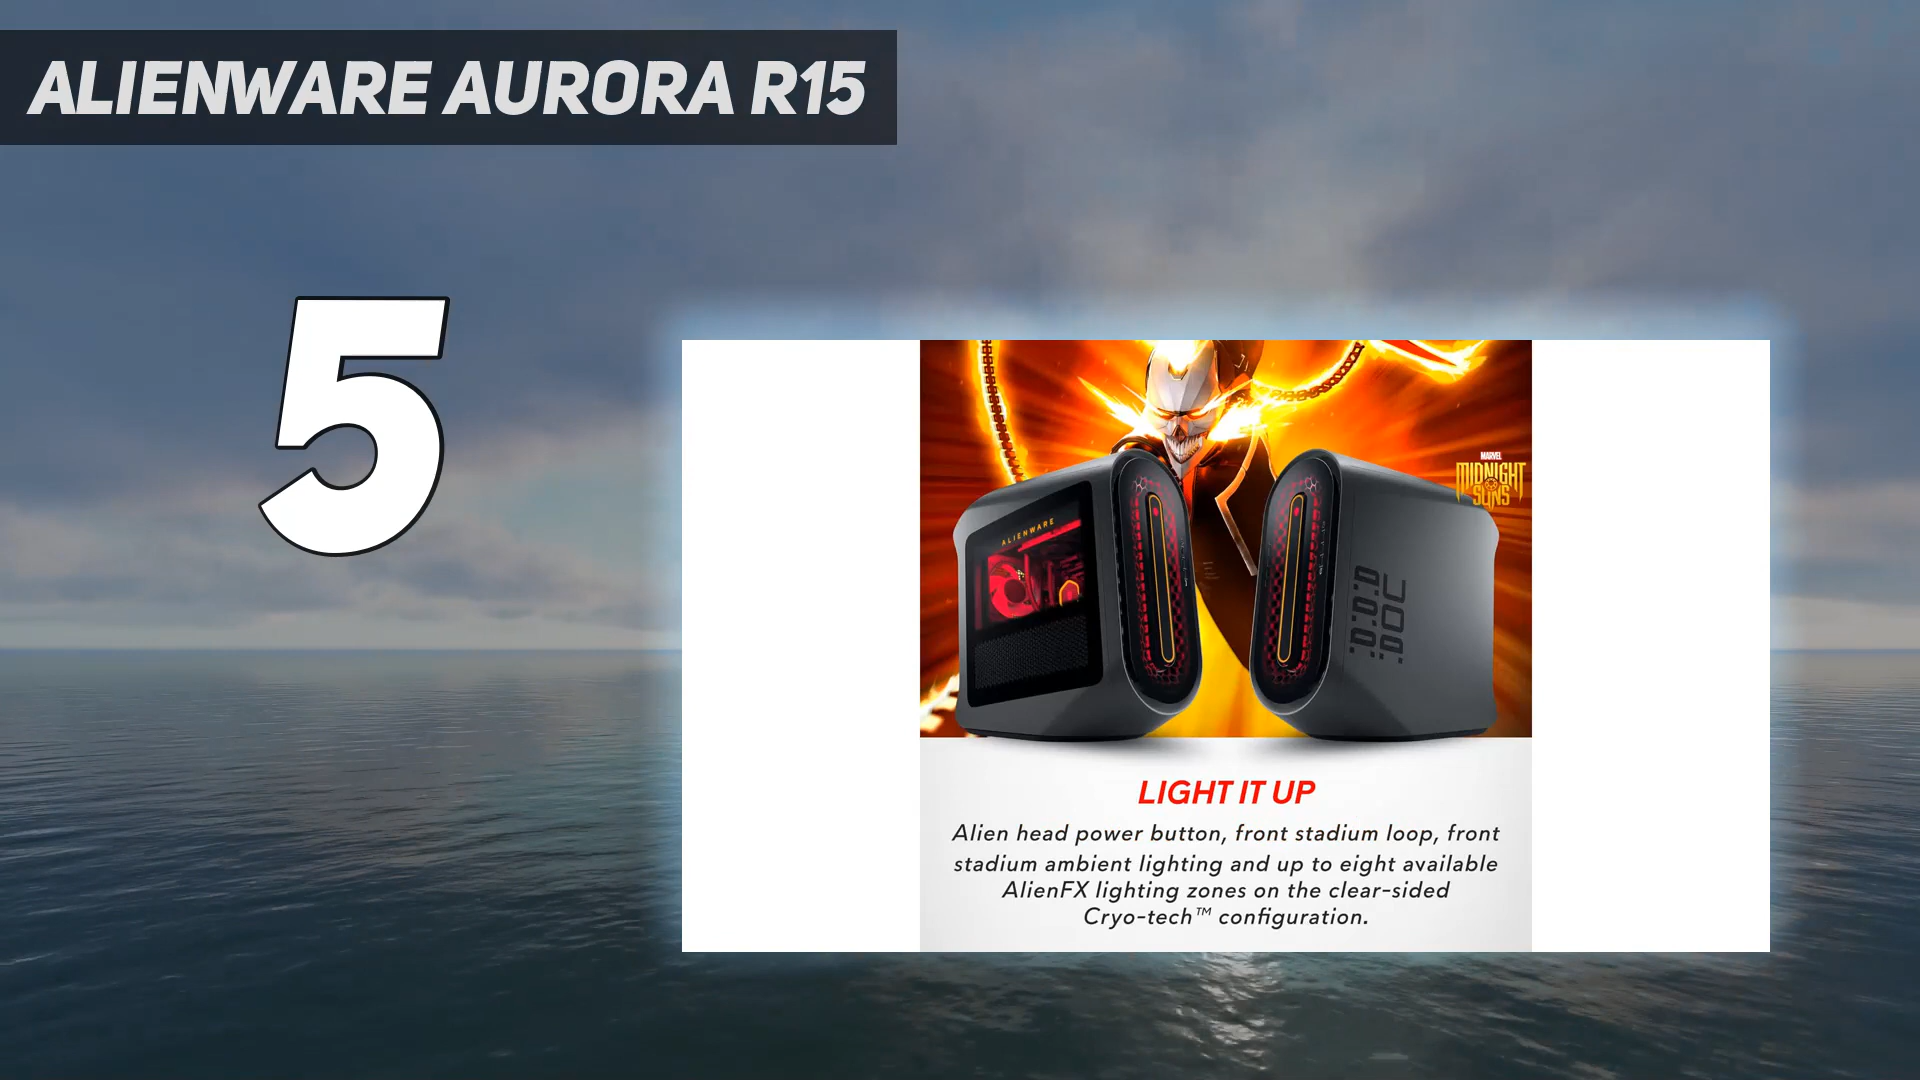 ALIENWARE AURORA R15
5
MARVEL
MIDNIGHT
SUNS
ALIENWARE
LIGHT IT UP
Alien head power button, front stadium loop, front
stadium ambient lighting and up to eight available
AlienFX lighting zones on the clear-sided
Cryo-tech™ configuration.